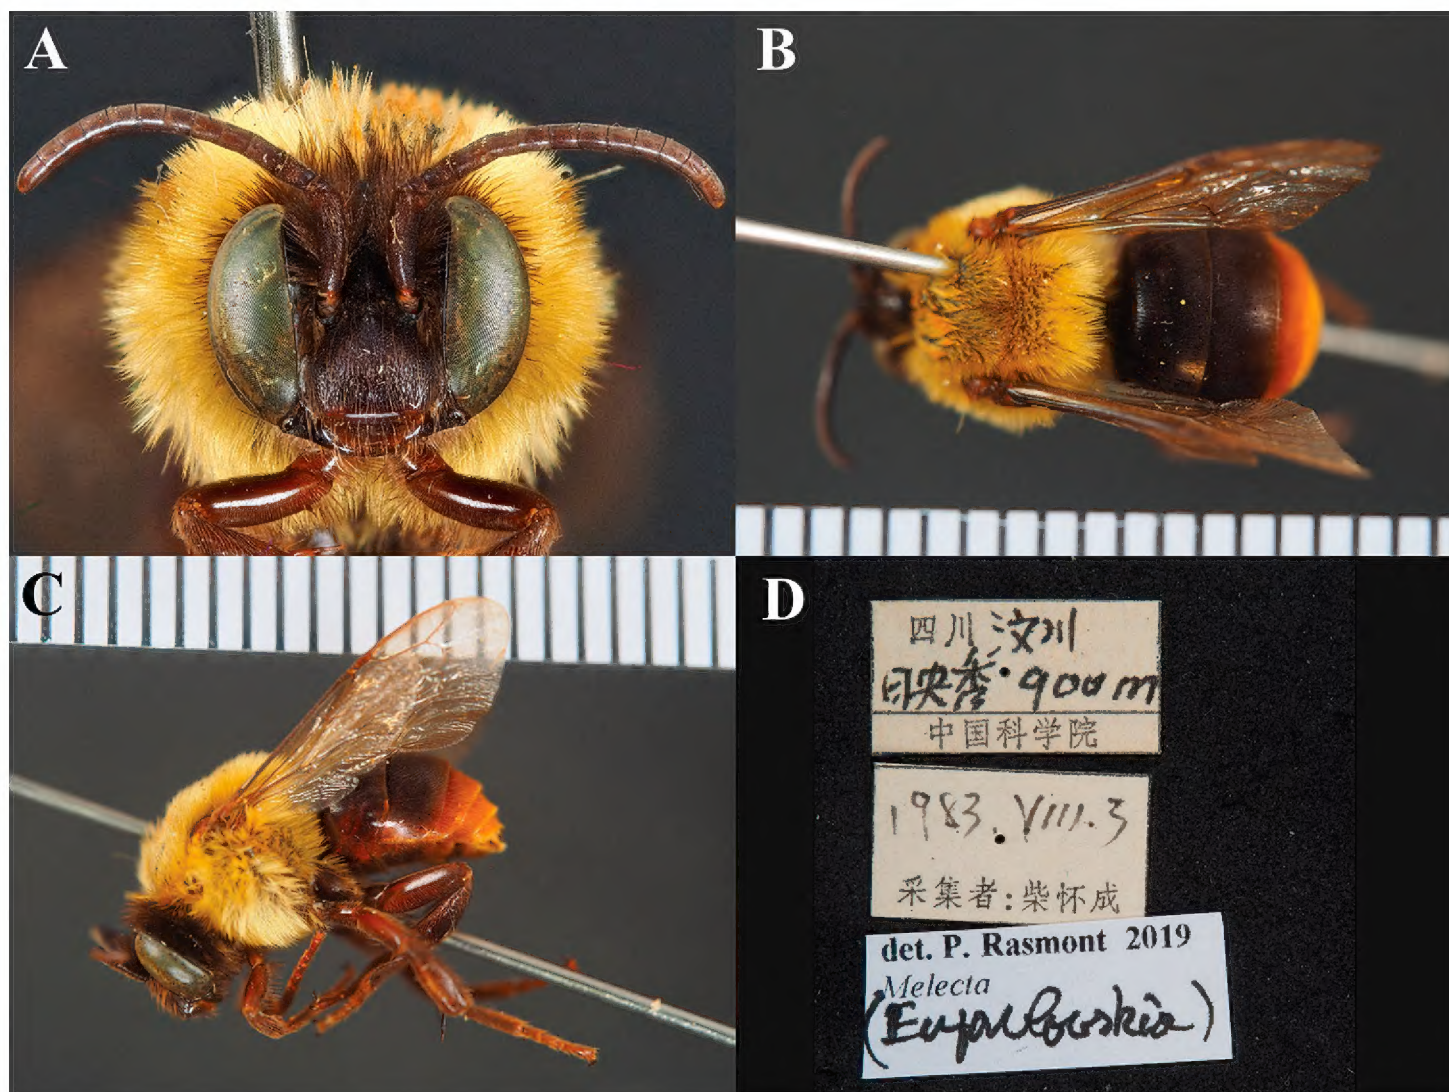 A
B
C
D
四川 汶川
映秀·900m
中国科学院
1983.VIII.3
采集者:柴怀成
det. P. Rasmont 2019
Melecta
(Eupavlovskia)